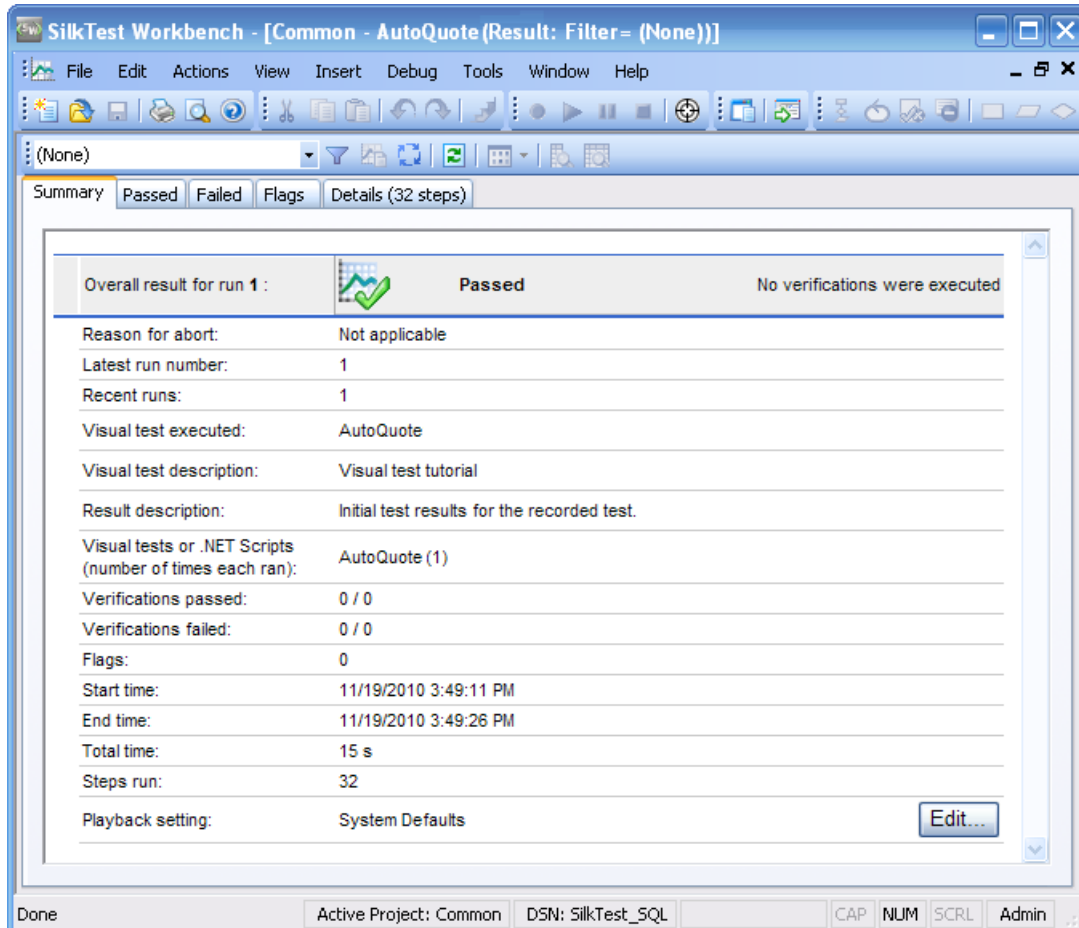 SilkTest Workbench - [Common - AutoQuote(Result: Filter= (None))]
File Edit Actions View Insert Debug Tools Window Help
(None)
Summary Passed Failed Flags Details (32 steps)
Overall result for run 1 : Passed No verifications were executed
Reason for abort: Not applicable
Latest run number: 1
Recent runs: 1
Visual test executed: AutoQuote
Visual test description: Visual test tutorial
Result description: Initial test results for the recorded test.
Visual tests or .NET Scripts
(number of times each ran): AutoQuote (1)
Verifications passed: 0 / 0
Verifications failed: 0 / 0
Flags: 0
Start time: 11/19/2010 3:49:11 PM
End time: 11/19/2010 3:49:26 PM
Total time: 15 s
Steps run: 32
Playback setting: System Defaults Edit...
Done Active Project: Common DSN: SilkTest_SQL CAP NUM SCRL Admin